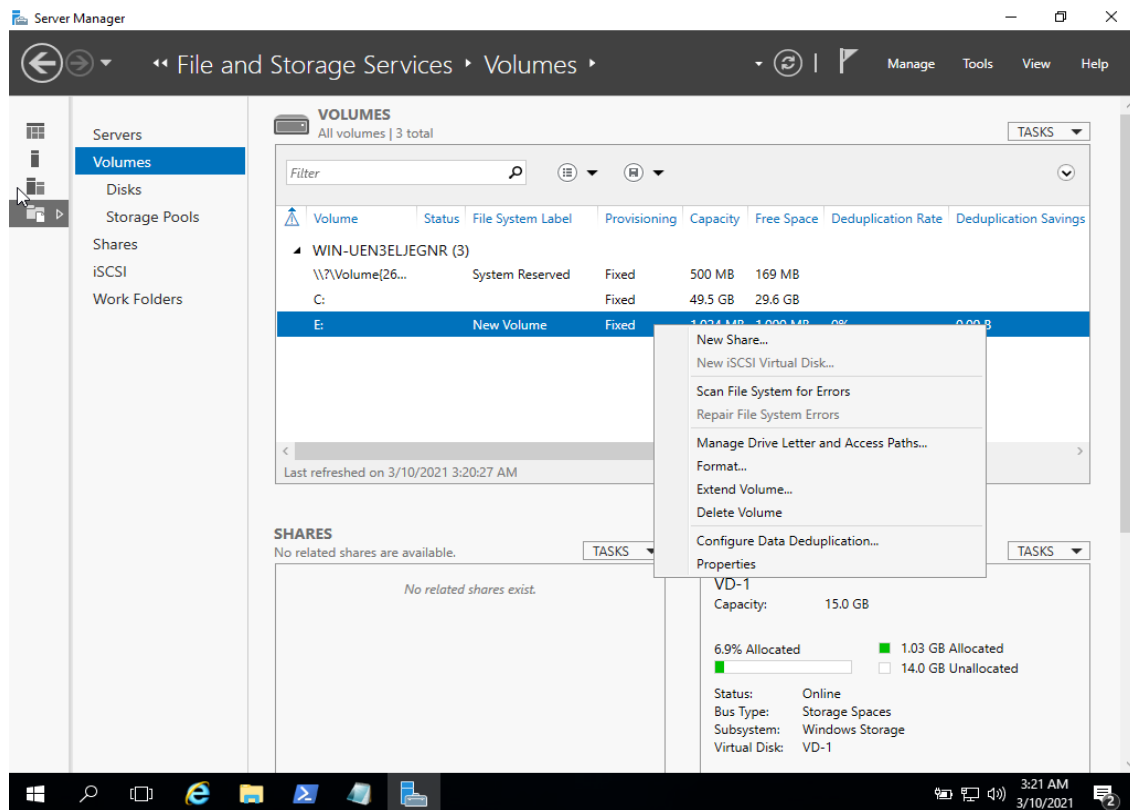 Server Manager
File and Storage Services Volumes
Manage Tools View Help
Servers
Volumes
Disks
Storage Pools
Shares
iSCSI
Work Folders
VOLUMES
All volumes | 3 total
TASKS
Filter
Volume Status File System Label Provisioning Capacity Free Space Deduplication Rate Deduplication Savings
WIN-UEN3ELJEGNR (3)
\\?\Volume{26... System Reserved Fixed 500 MB 169 MB
C: Fixed 49.5 GB 29.6 GB
E: New Volume Fixed
New Share...
New iSCSI Virtual Disk...
Scan File System for Errors
Repair File System Errors
Manage Drive Letter and Access Paths...
Format...
Extend Volume...
Delete Volume
Configure Data Deduplication...
Properties
Last refreshed on 3/10/2021 3:20:27 AM
SHARES
No related shares are available.
TASKS
No related shares exist.
TASKS
VD-1
Capacity: 15.0 GB
6.9% Allocated
1.03 GB Allocated
14.0 GB Unallocated
Status: Online
Bus Type: Storage Spaces
Subsystem: Windows Storage
Virtual Disk: VD-1
3:21 AM
3/10/2021
2